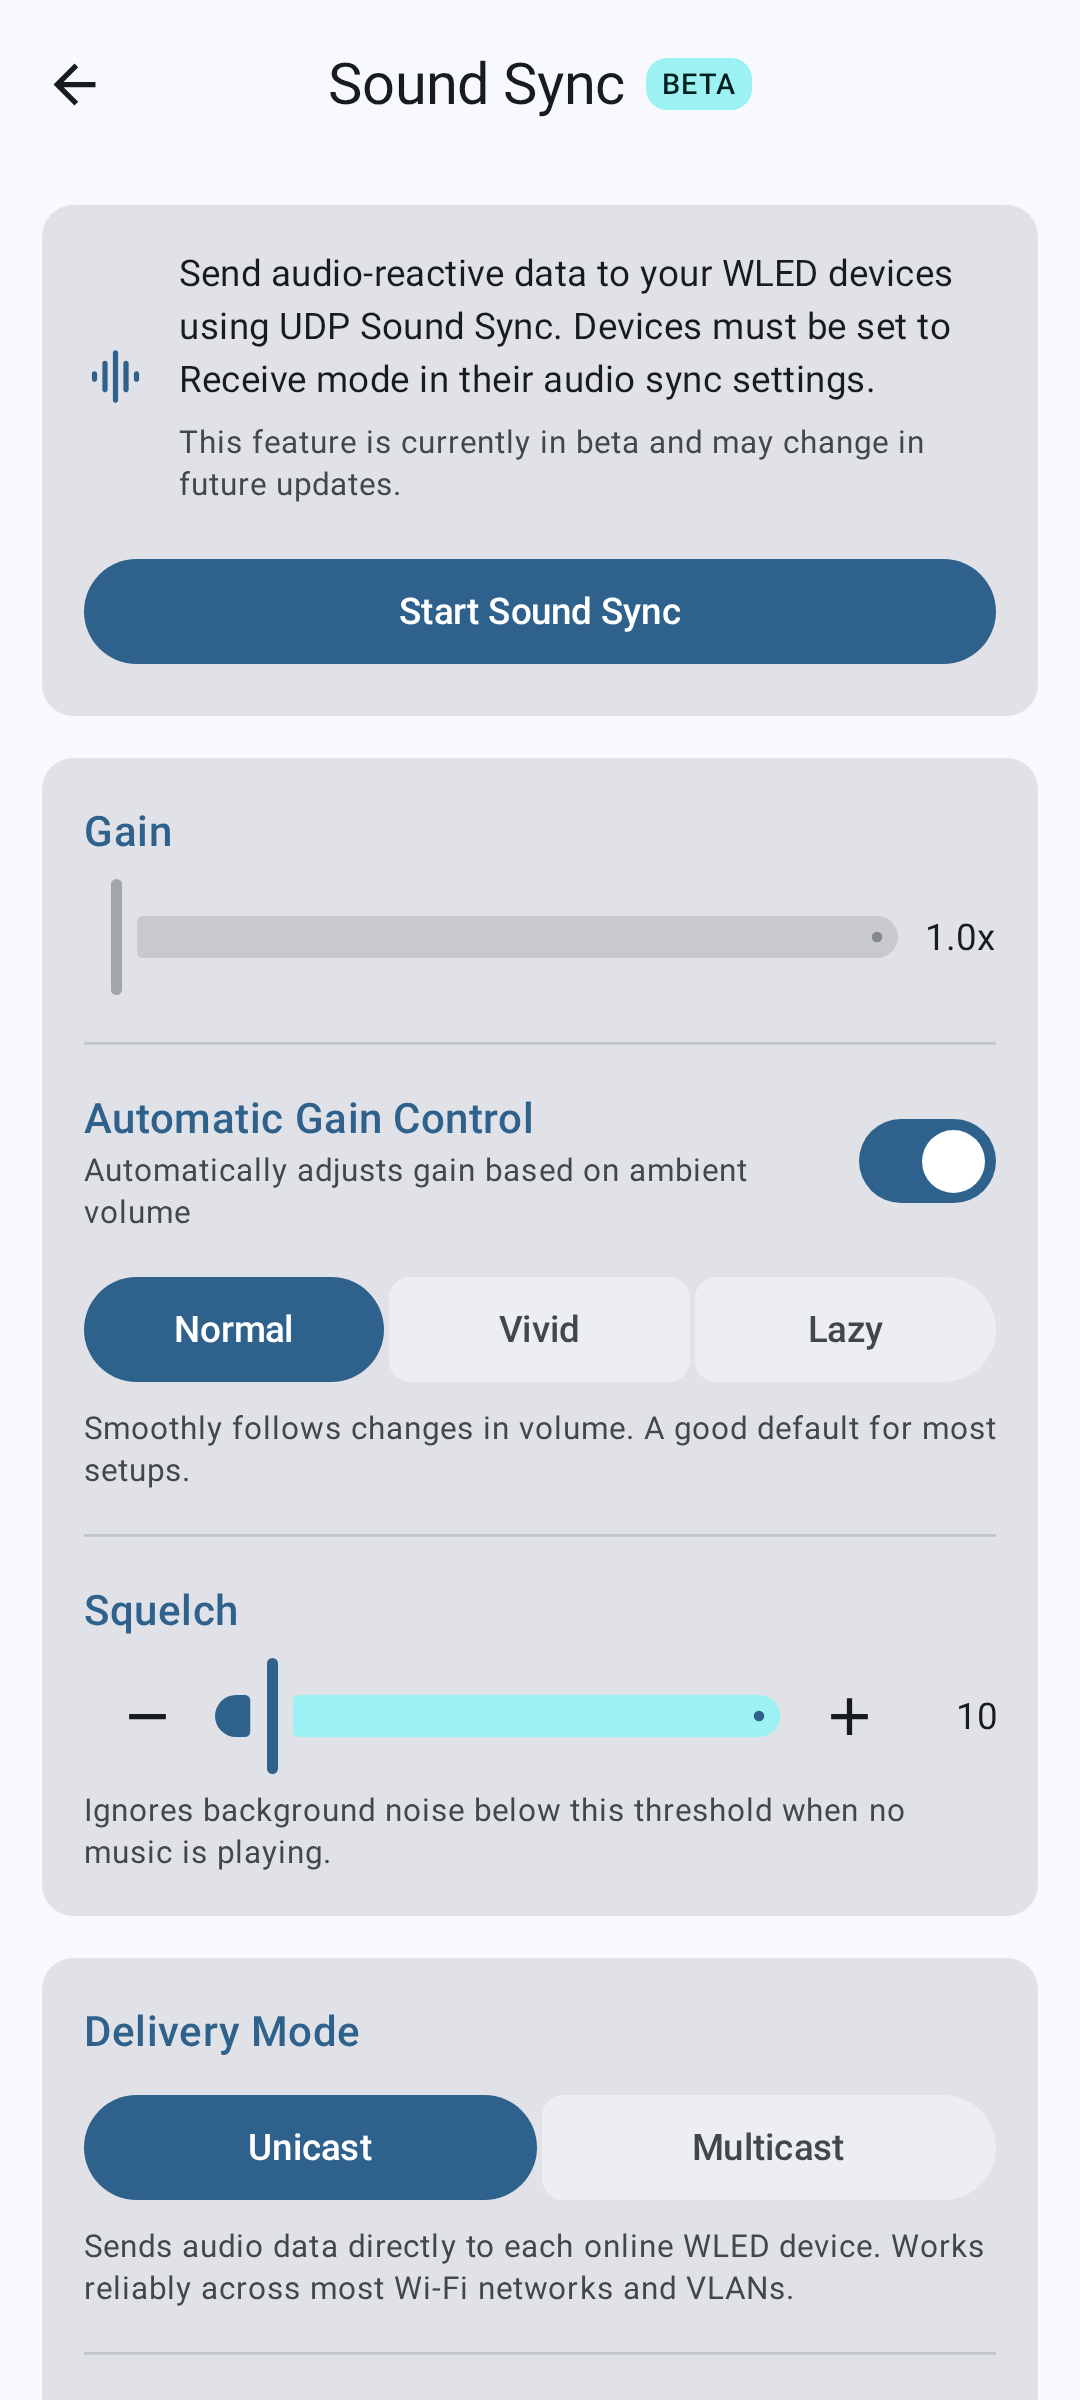 Sound Sync BETA
Send audio-reactive data to your WLED devices
using UDP Sound Sync. Devices must be set to
Receive mode in their audio sync settings.
This feature is currently in beta and may change in
future updates.
Start Sound Sync
Gain
1.0x
Automatic Gain Control
Automatically adjusts gain based on ambient
volume
Normal Vivid Lazy
Smoothly follows changes in volume. A good default for most
setups.
Squelch
10
Ignores background noise below this threshold when no
music is playing.
Delivery Mode
Unicast Multicast
Sends audio data directly to each online WLED device. Works
reliably across most Wi-Fi networks and VLANs.